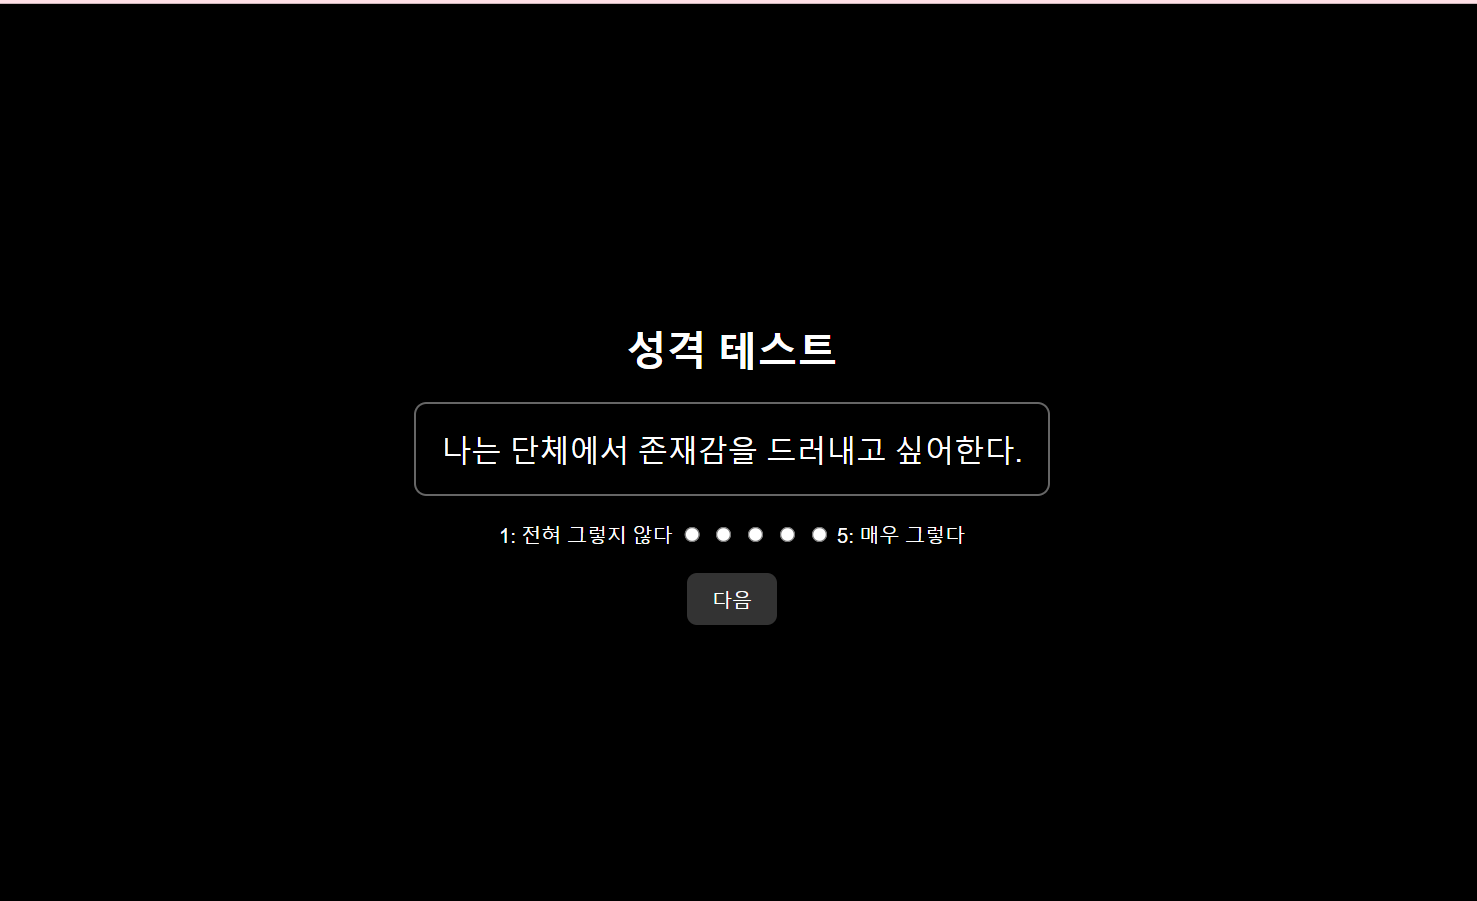 성격 테스트
나는 단체에서 존재감을 드러내고 싶어한다.
1: 전혀 그렇지 않다 5: 매우 그렇다
다음